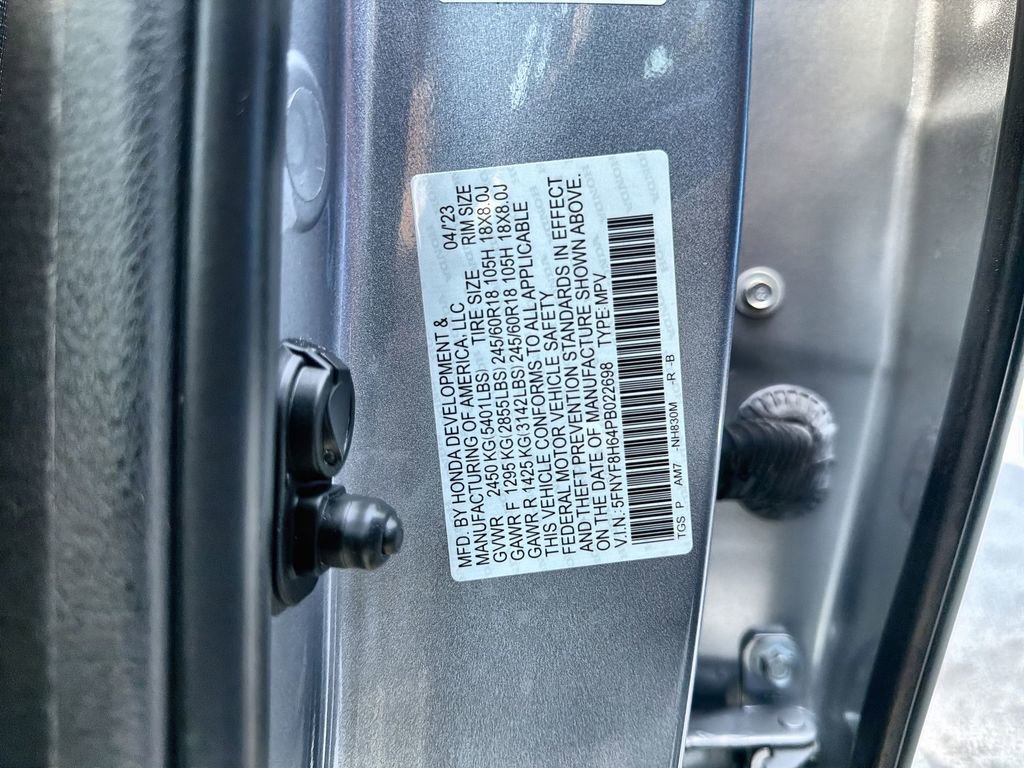 MFD. BY HONDA DEVELOPMENT &
MANUFACTURING OF AMERICA, LLC 04/'23
GVWR 2450 KG(5401LBS) TIRE SIZE RIM SIZE
GAWR F 1295 KG(2855LBS) 245/60R18 105H 18X8.0J
GAWR R 1425 KG(3142LBS) 245/60R18 105H 18X8.0J
THIS VEHICLE CONFORMS TO ALL APPLICABLE
FEDERAL MOTOR VEHICLE SAFETY
AND THEFT PREVENTION STANDARDS IN EFFECT
ON THE DATE OF MANUFACTURE SHOWN ABOVE.
V.I.N: 5FNYF8H64PB022698 TYPE:MPV
TGS P AM7 -NH830M -R -B